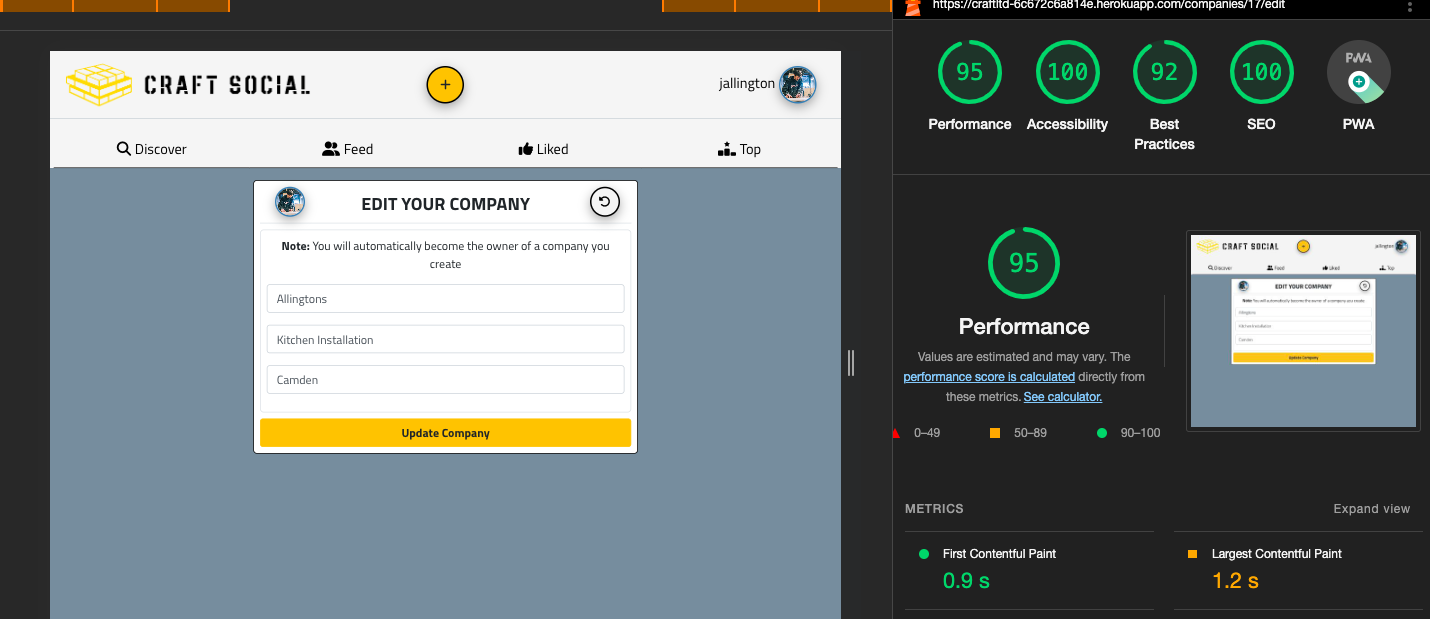 CRAFT SOCIAL
+
jallington
Discover
Feed
Liked
Top
EDIT YOUR COMPANY
Note: You will automatically become the owner of a company you
create
Allingtons
Kitchen Installation
Camden
Update Company
https://craftltd-6c672c6a814e.herokuapp.com/companies/17/edit
95
100
92
100
PWA
Performance
Accessibility
Best
Practices
SEO
PWA
95
Performance
Values are estimated and may vary. The
performance score is calculated directly from
these metrics. See calculator.
0–49
50–89
90–100
CRAFT SOCIAL
jallington
Discover
Feed
Liked
Top
EDIT YOUR COMPANY
Note: You will automatically become the owner of a company you create
Allingtons
Kitchen Installation
Camden
Update Company
METRICS
Expand view
First Contentful Paint
0.9 s
Largest Contentful Paint
1.2 s